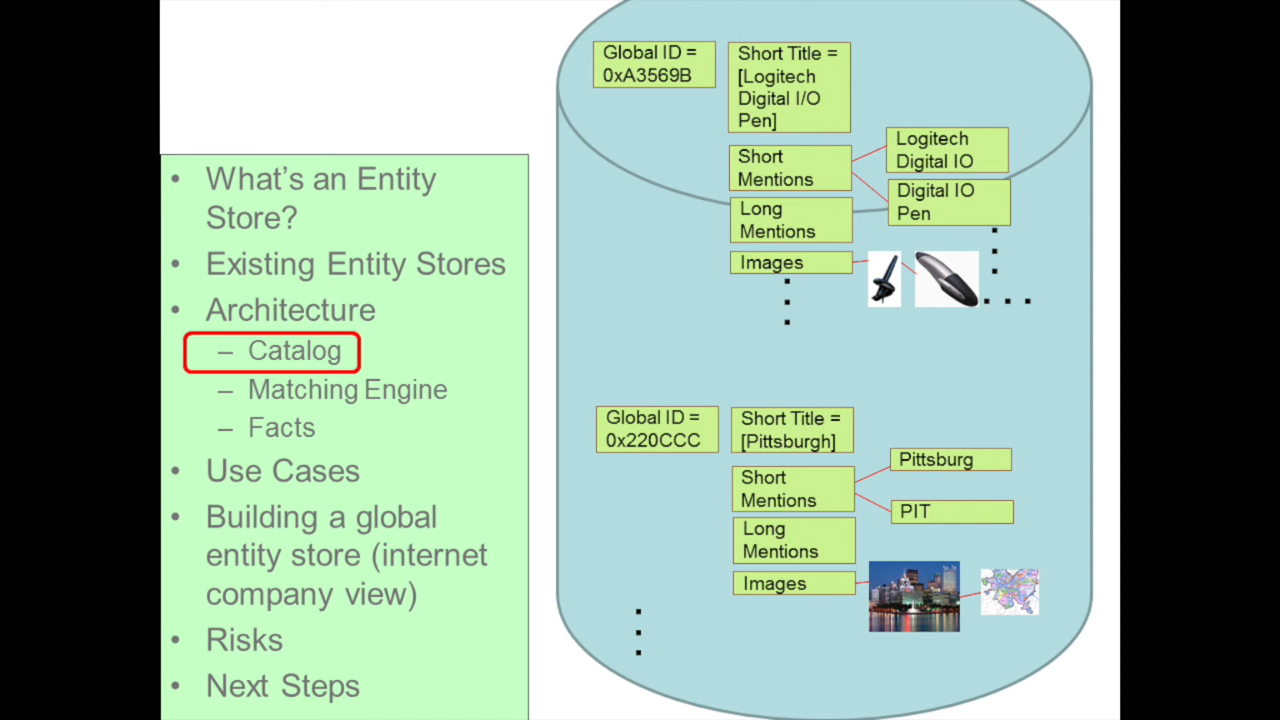 • What's an Entity
Store?
• Existing Entity Stores
• Architecture
– Catalog
– Matching Engine
– Facts
• Use Cases
• Building a global
entity store (internet
company view)
• Risks
• Next Steps
Global ID =
0xA3569B
Short Title =
[Logitech
Digital I/O
Pen]
Short
Mentions
Logitech
Digital IO
Digital IO
Pen
Long
Mentions
Images
Global ID =
0x220CCC
Short Title =
[Pittsburgh]
Short
Mentions
Pittsburg
PIT
Long
Mentions
Images